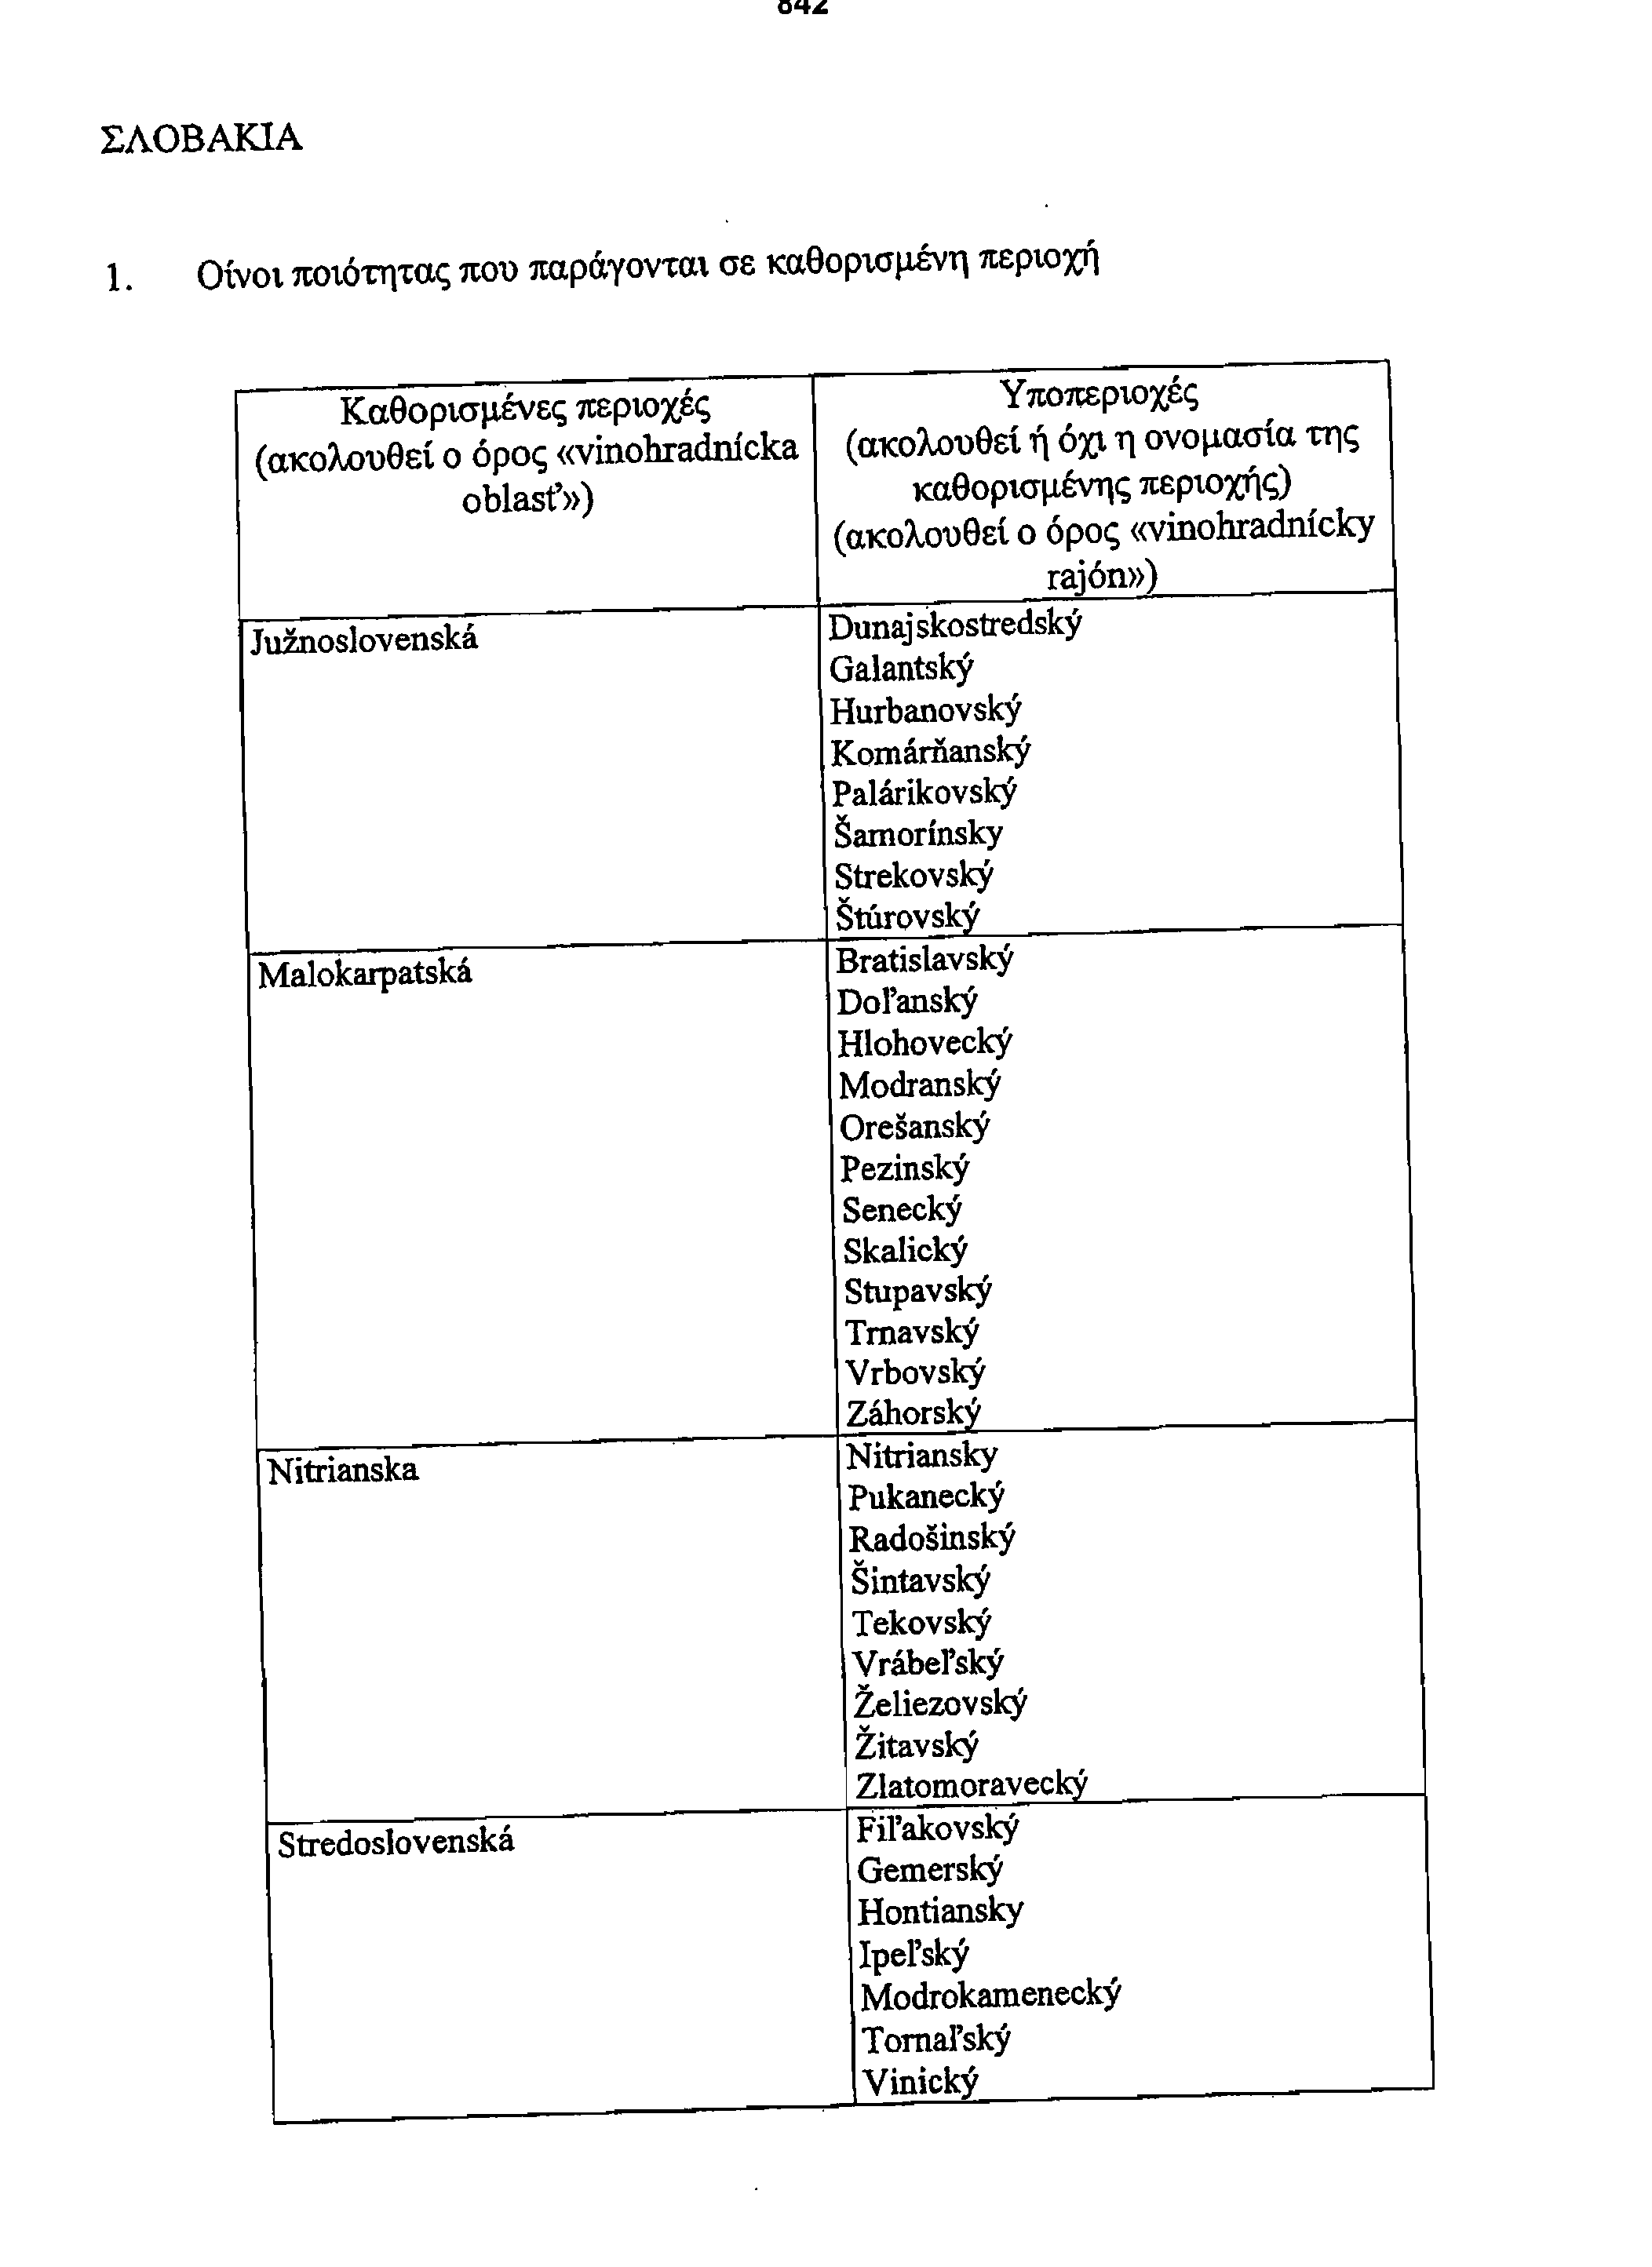 842
ΣΛΟΒΑΚΙΑ
1. Οίνοι ποιότητας που παράγονται σε καθορισμένη περιοχή
Καθορισμένες περιοχές
(ακολουθεί ο όρος «vinohradnícka
oblasť»)
Υποπεριοχές
(ακολουθεί ή όχι η ονομασία της
καθορισμένης περιοχής)
(ακολουθεί ο όρος «vinohradnícky
rajón»)
Južnoslovenská
Dunajskostredský
Galantský
Hurbanovský
Komárňanský
Palárikovský
Šamorínsky
Strekovský
Štúrovský
Malokarpatská
Bratislavský
Doľanský
Hlohovecký
Modranský
Orešanský
Pezinský
Senecký
Skalický
Stupavský
Trnavský
Vrbovský
Záhorský
Nitrianska
Nitriansky
Pukanecký
Radošinský
Šintavský
Tekovský
Vrábeľský
Želiezovský
Žitavský
Zlatomoravecký
Stredoslovenská
Fiľakovský
Gemerský
Hontiansky
Ipeľský
Modrokamenecký
Tornaľský
Vinický